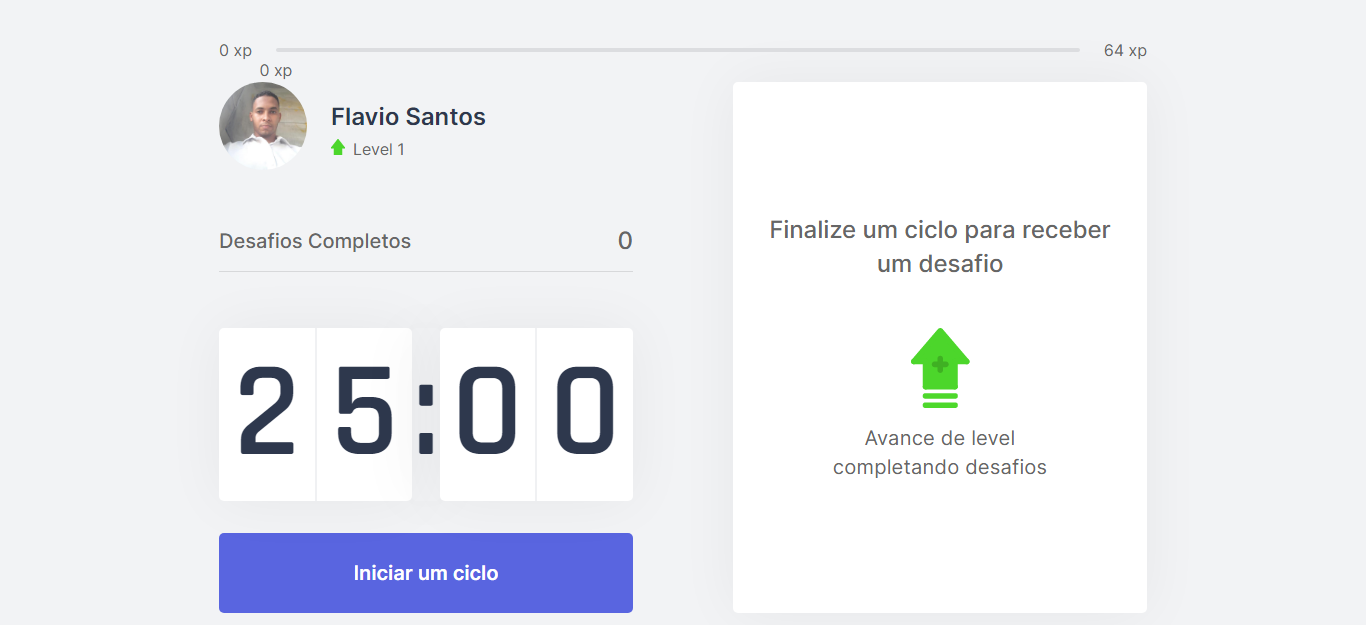 0 xp
64 xp
0 xp
Flavio Santos
Level 1
Desafios Completos
0
25:00
Iniciar um ciclo
Finalize um ciclo para receber
um desafio
Avance de level
completando desafios